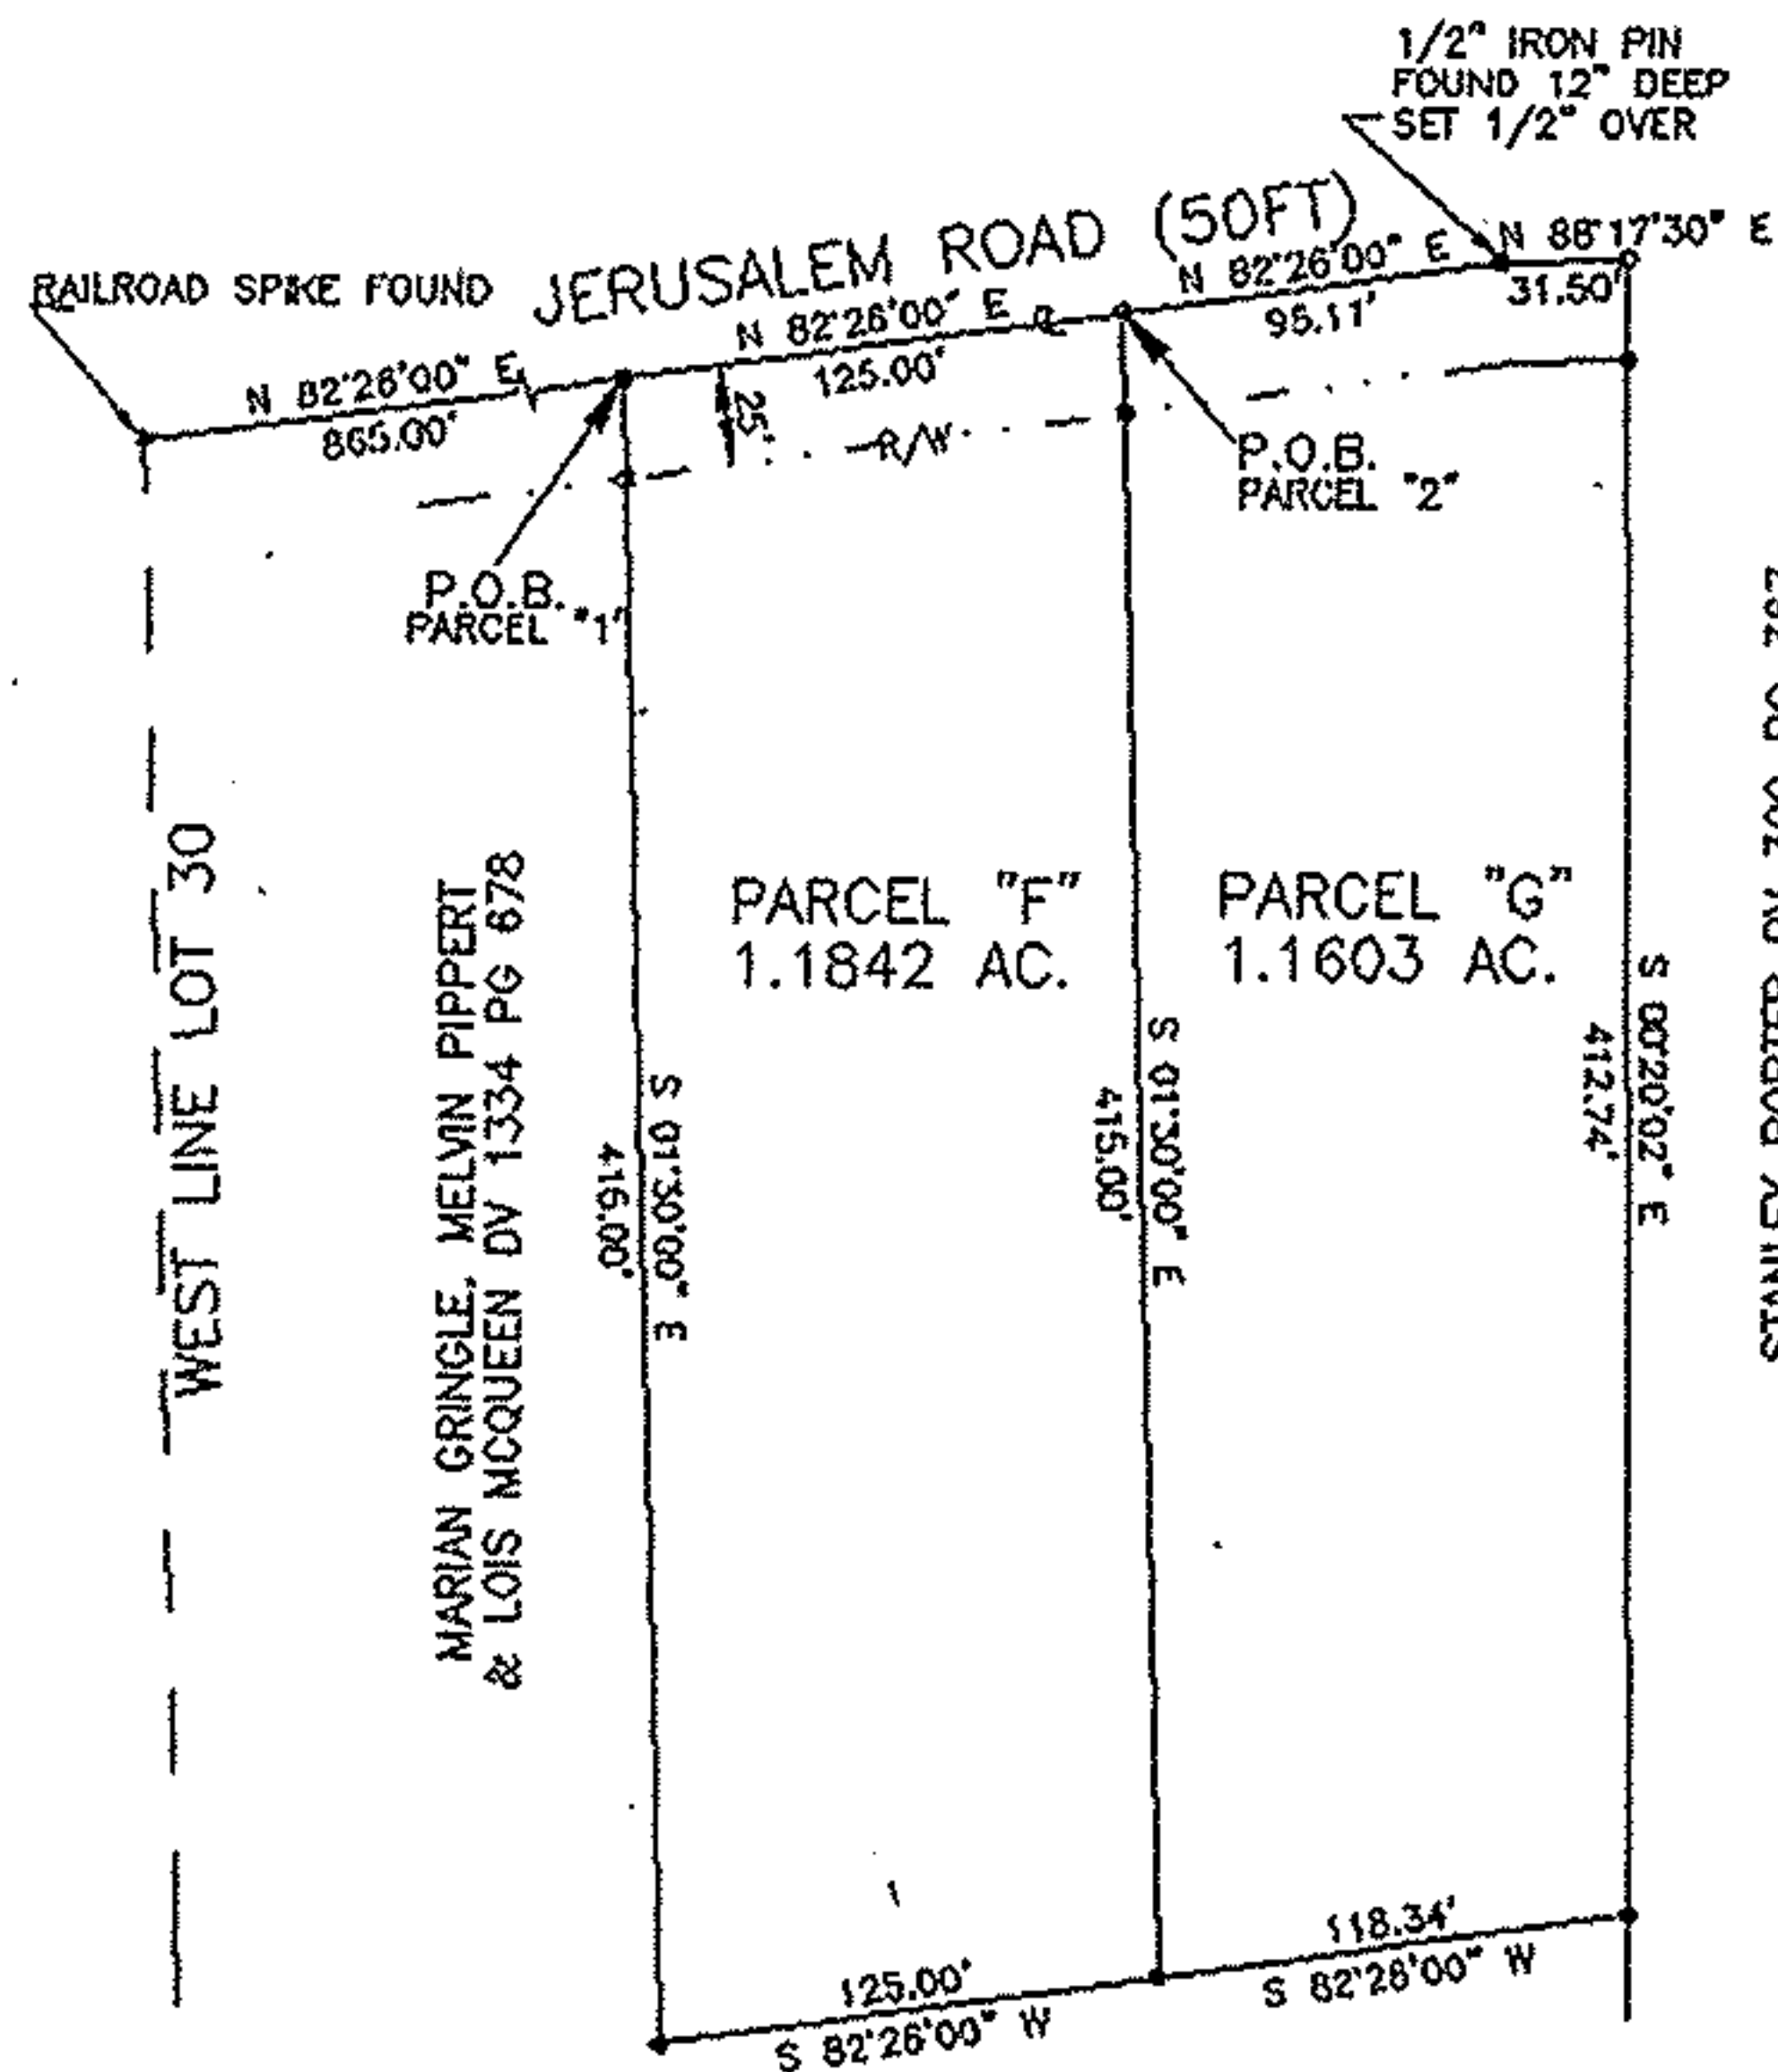 1/2" IRON PIN
FOUND 12" DEEP
SET 1/2" OVER
JERUSALEM ROAD (50FT)
N 88°17'30" E
31.50'
N 82°26'00" E
95.11'
RAILROAD SPIKE FOUND
N 82°26'00" E
125.00'
N 82°26'00" E
865.00'
25'
R/W
P.O.B.
PARCEL "2"
P.O.B.
PARCEL "1"
WEST LINE LOT 30
MARIAN GRINGLE, MELVIN PIPPERT
& LOIS MCQUEEN DV 1334 PG 878
PARCEL "F"
1.1842 AC.
PARCEL "G"
1.1603 AC.
S 01°30'00" E
S 01°30'00" E
415.00'
S 00°20'02" E
412.74'
125.00'
S 82°26'00" W
118.34'
S 82°26'00" W